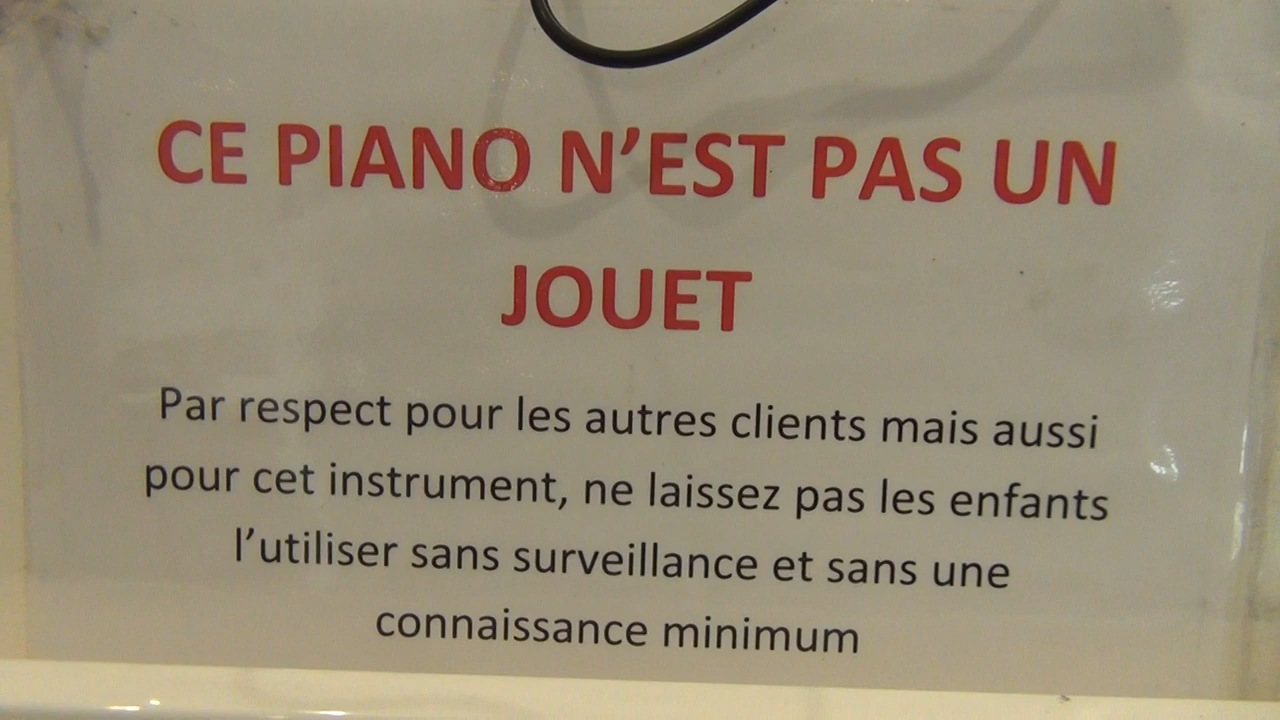 CE PIANO N’EST PAS UN
JOUET
Par respect pour les autres clients mais aussi
pour cet instrument, ne laissez pas les enfants
l’utiliser sans surveillance et sans une
connaissance minimum